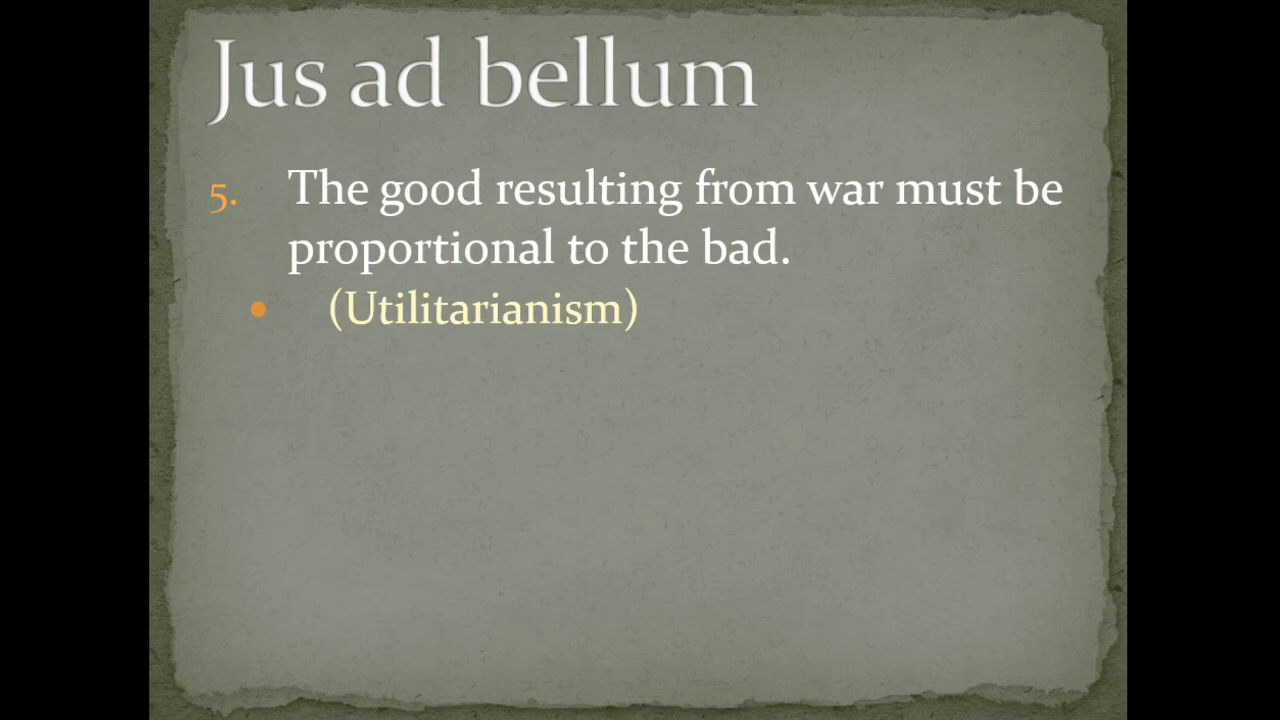 Jus ad bellum
5. The good resulting from war must be
proportional to the bad.
• (Utilitarianism)